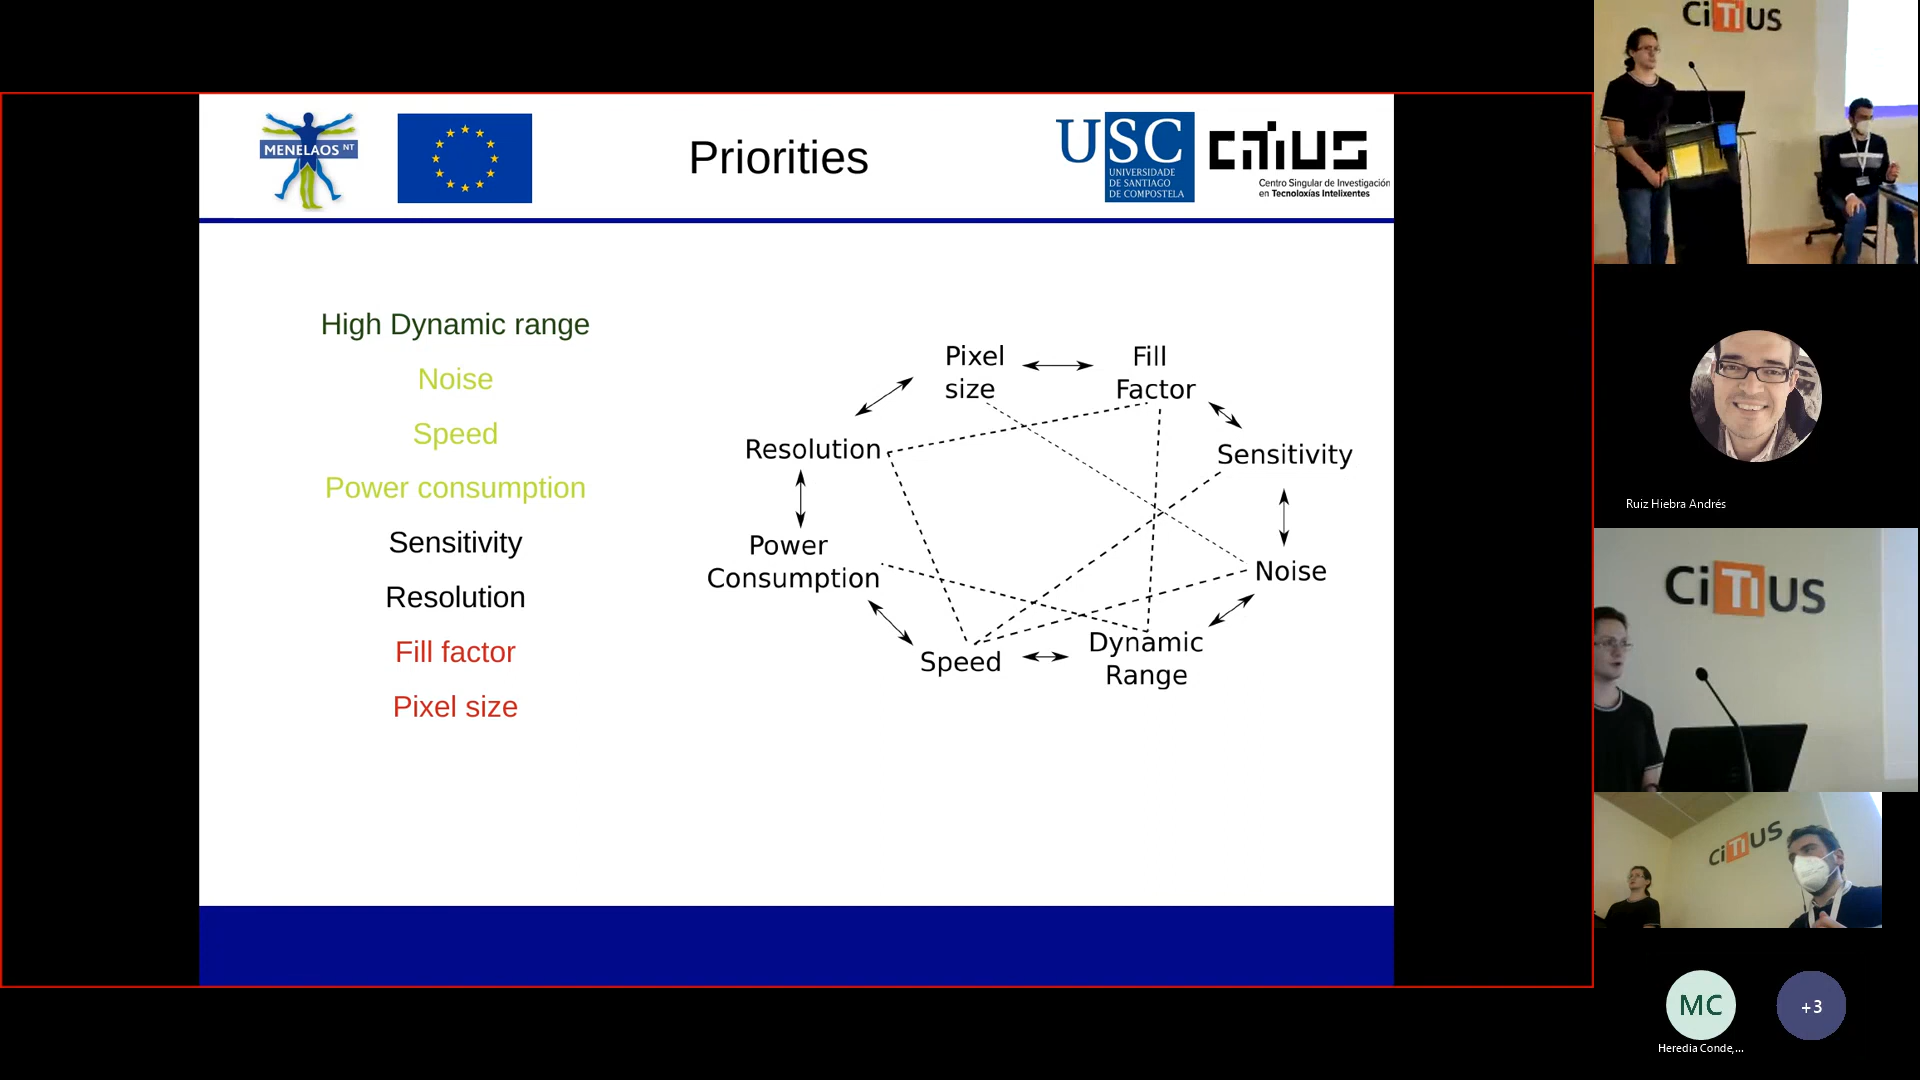 MENELAOS NT
Priorities
USC
UNIVERSIDADE
DE SANTIAGO
DE COMPOSTELA
CiTIUS
Centro Singular de Investigación
en Tecnoloxías Intelixentes
High Dynamic range
Noise
Speed
Power consumption
Sensitivity
Resolution
Fill factor
Pixel size
Pixel
size
Fill
Factor
Resolution
Sensitivity
Power
Consumption
Noise
Speed
Dynamic
Range
CiTIUS
Ruiz Hiebra Andrés
CiTIUS
CiTIUS
MC
+3
Heredia Conde,...